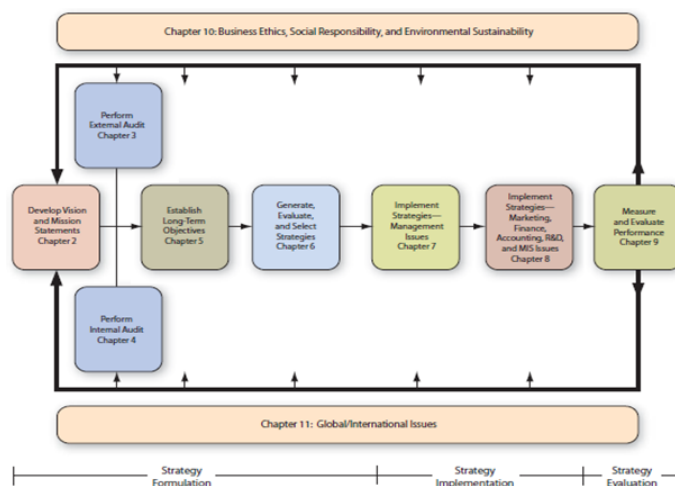 Chapter 10: Business Ethics, Social Responsibility, and Environmental Sustainability
Perform
External Audit
Chapter 3
Develop Vision
and Mission
Statements
Chapter 2
Establish
Long-Term
Objectives
Chapter 5
Generate,
Evaluate,
and Select
Strategies
Chapter 6
Implement
Strategies—
Management
Issues
Chapter 7
Implement
Strategies—
Marketing,
Finance,
Accounting, R&D,
and MIS Issues
Chapter 8
Measure
and Evaluate
Performance
Chapter 9
Perform
Internal Audit
Chapter 4
Chapter 11: Global/International Issues
Strategy
Formulation
Strategy
Implementation
Strategy
Evaluation